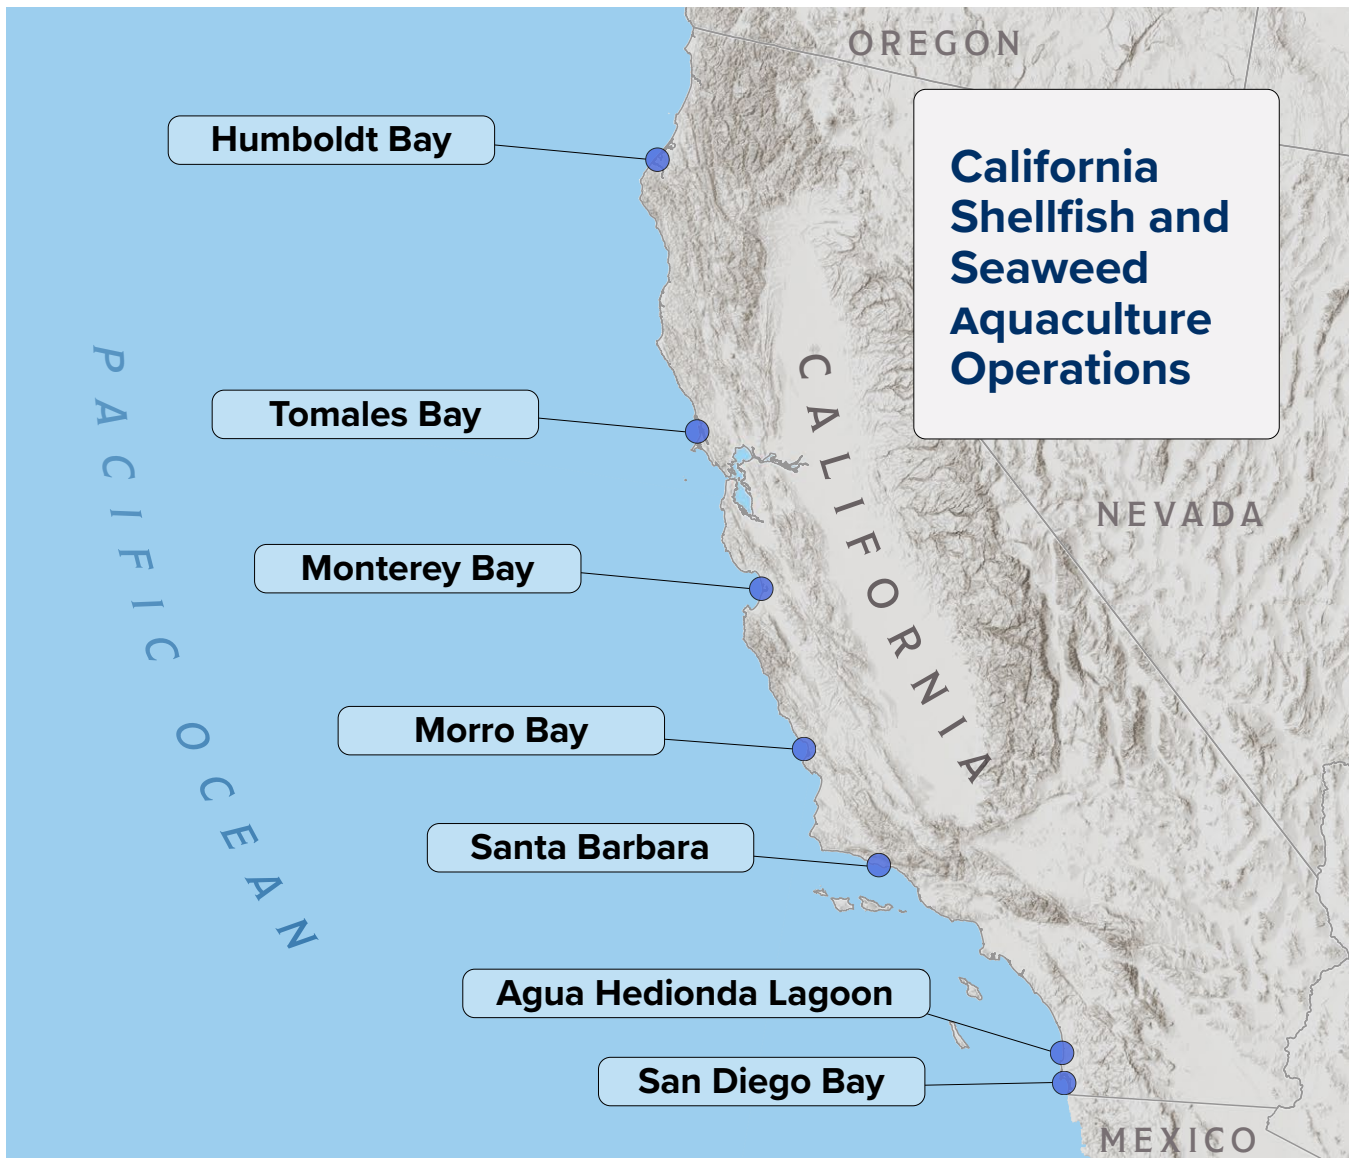 OREGON
California
Shellfish and
Seaweed
Aquaculture
Operations
Humboldt Bay
Tomales Bay
Monterey Bay
Morro Bay
Santa Barbara
Agua Hedionda Lagoon
San Diego Bay
PACIFIC OCEAN
CALIFORNIA
NEVADA
MEXICO